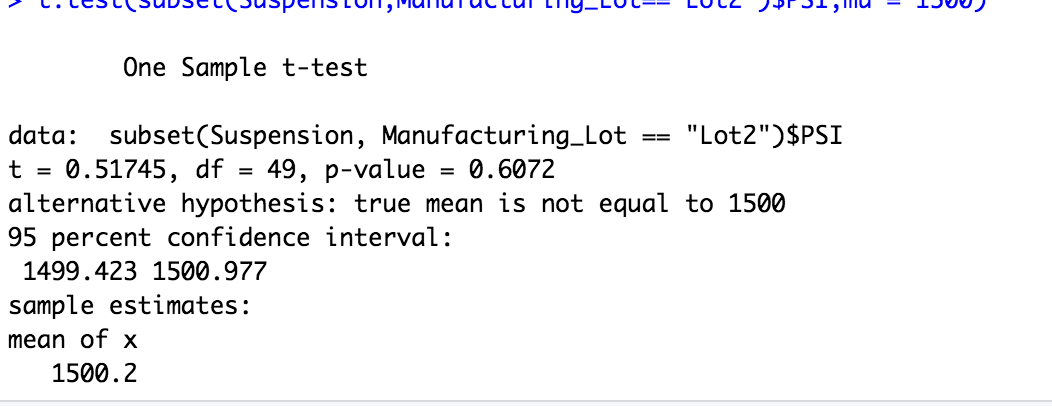 > t.test(subset(Suspension,Manufacturing_Lot== "Lot2")$PSI,mu = 1500)
One Sample t-test
data:  subset(Suspension, Manufacturing_Lot == "Lot2")$PSI
t = 0.51745, df = 49, p-value = 0.6072
alternative hypothesis: true mean is not equal to 1500
95 percent confidence interval:
1499.423 1500.977
sample estimates:
mean of x
1500.2